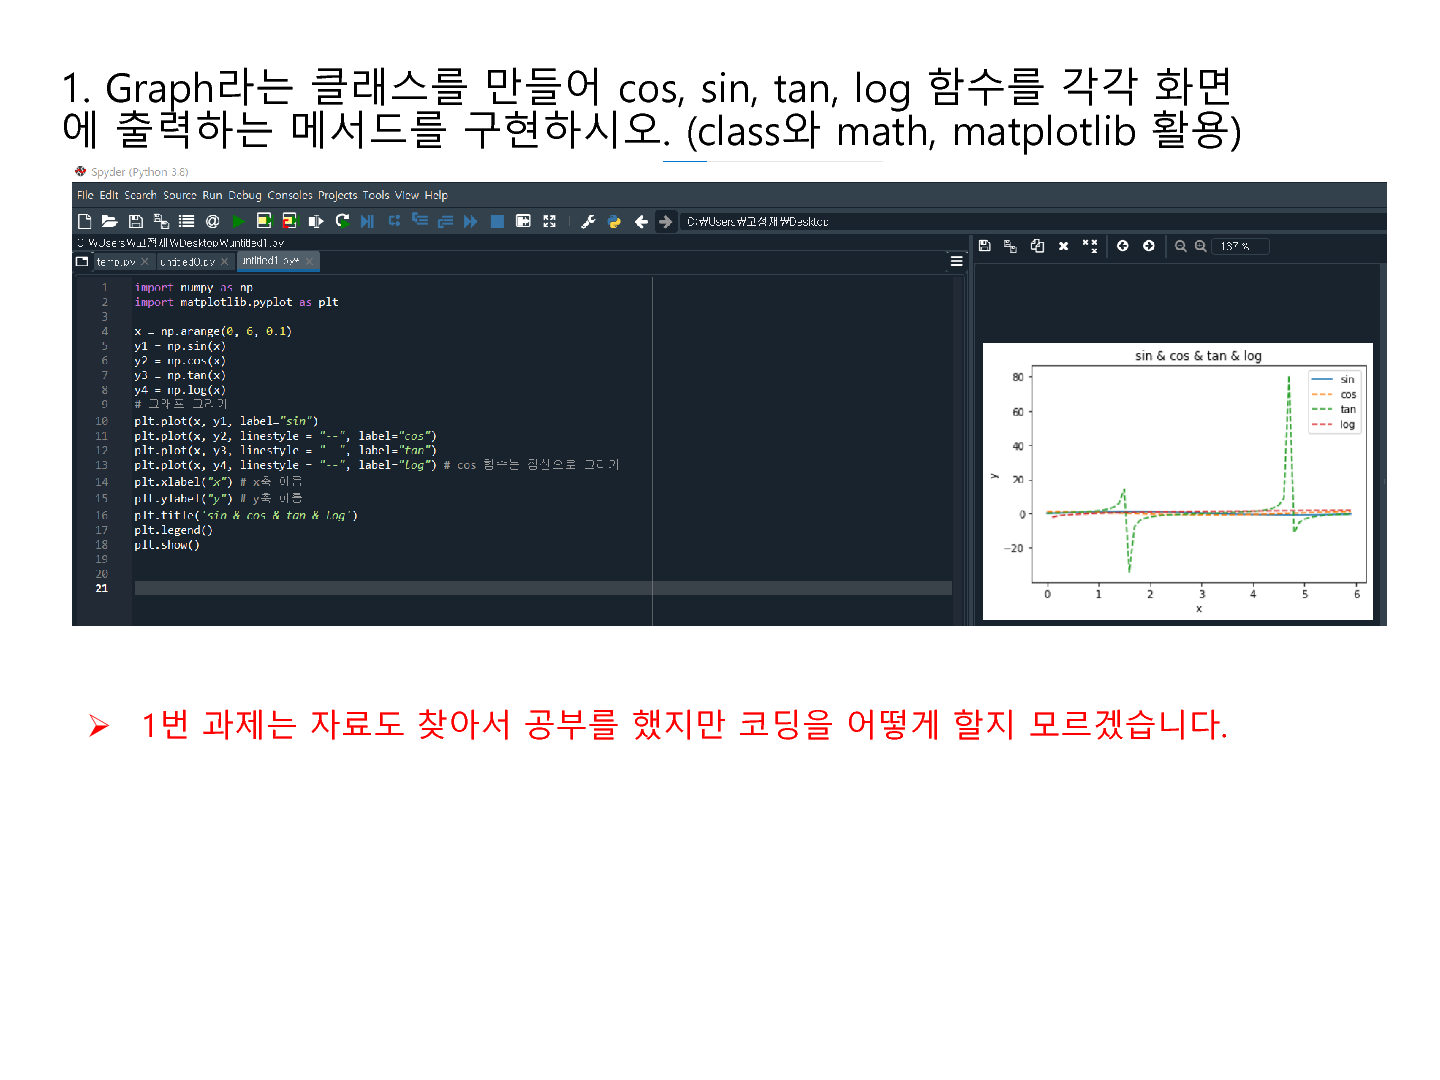 1. Graph라는 클래스를 만들어 cos, sin, tan, log 함수를 각각 화면
에 출력하는 메서드를 구현하시오. (class와 math, matplotlib 활용)
Spyder (Python 3.8)
File Edit Search Source Run Debug Consoles Projects Tools View Help
C:₩Users₩고정재₩Desktop
C:₩Users₩고정재₩Desktop₩untitled1.py
temp.py untitled0.py untitled1.py*
137 %
1 import numpy as np
2 import matplotlib.pyplot as plt
3
4 x = np.arange(0, 6, 0.1)
5 y1 = np.sin(x)
6 y2 = np.cos(x)
7 y3 = np.tan(x)
8 y4 = np.log(x)
9 # 그래프 그리기
10 plt.plot(x, y1, label="sin")
11 plt.plot(x, y2, linestyle = "--", label="cos")
12 plt.plot(x, y3, linestyle = "--", label="tan")
13 plt.plot(x, y4, linestyle = "--", label="log") # cos 함수는 점선으로 그리기
14 plt.xlabel("x") # x축 이름
15 plt.ylabel("y") # y축 이름
16 plt.title('sin & cos & tan & log')
17 plt.legend()
18 plt.show()
19
20
21
sin & cos & tan & log
sin
cos
tan
log
80
60
40
20
0
−20
y
0 1 2 3 4 5 6
x
➢ 1번 과제는 자료도 찾아서 공부를 했지만 코딩을 어떻게 할지 모르겠습니다.